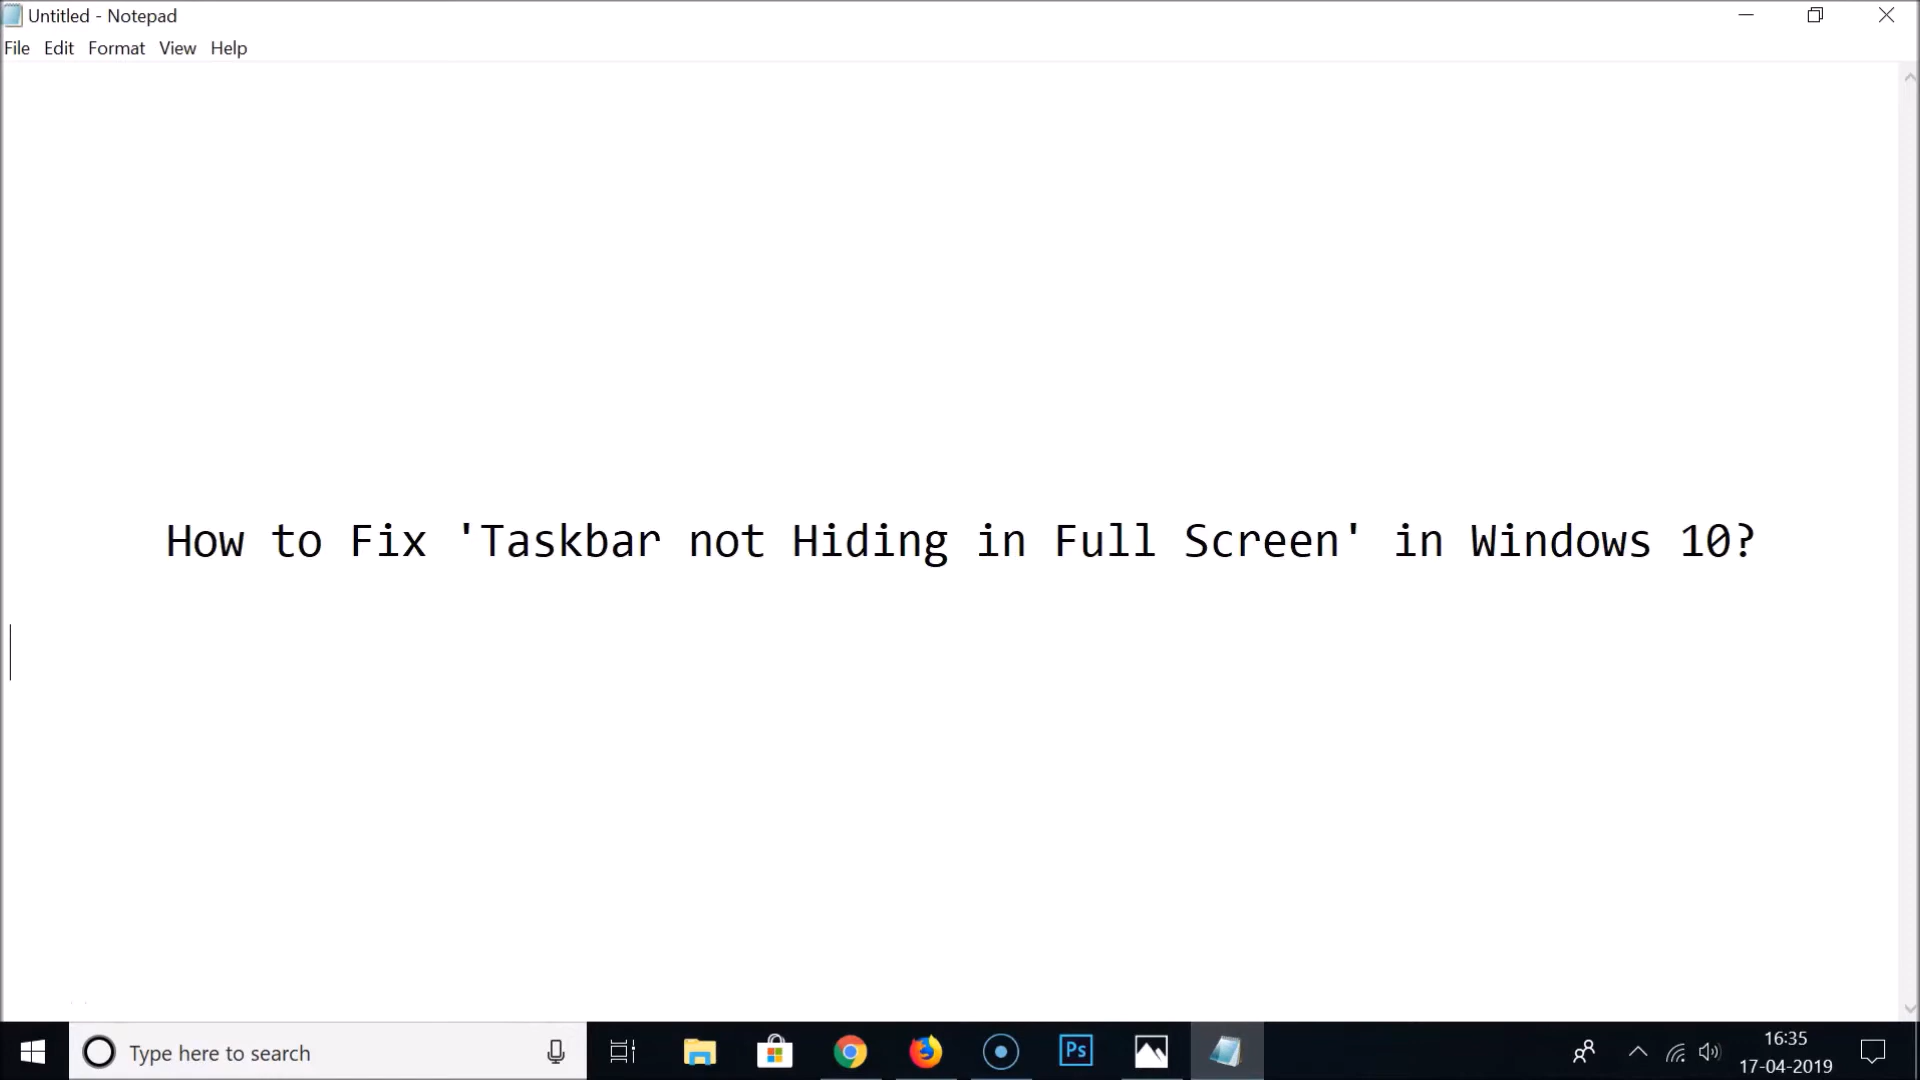 Untitled - Notepad
File Edit Format View Help
How to Fix 'Taskbar not Hiding in Full Screen' in Windows 10?
Type here to search
Ps
16:35
17-04-2019